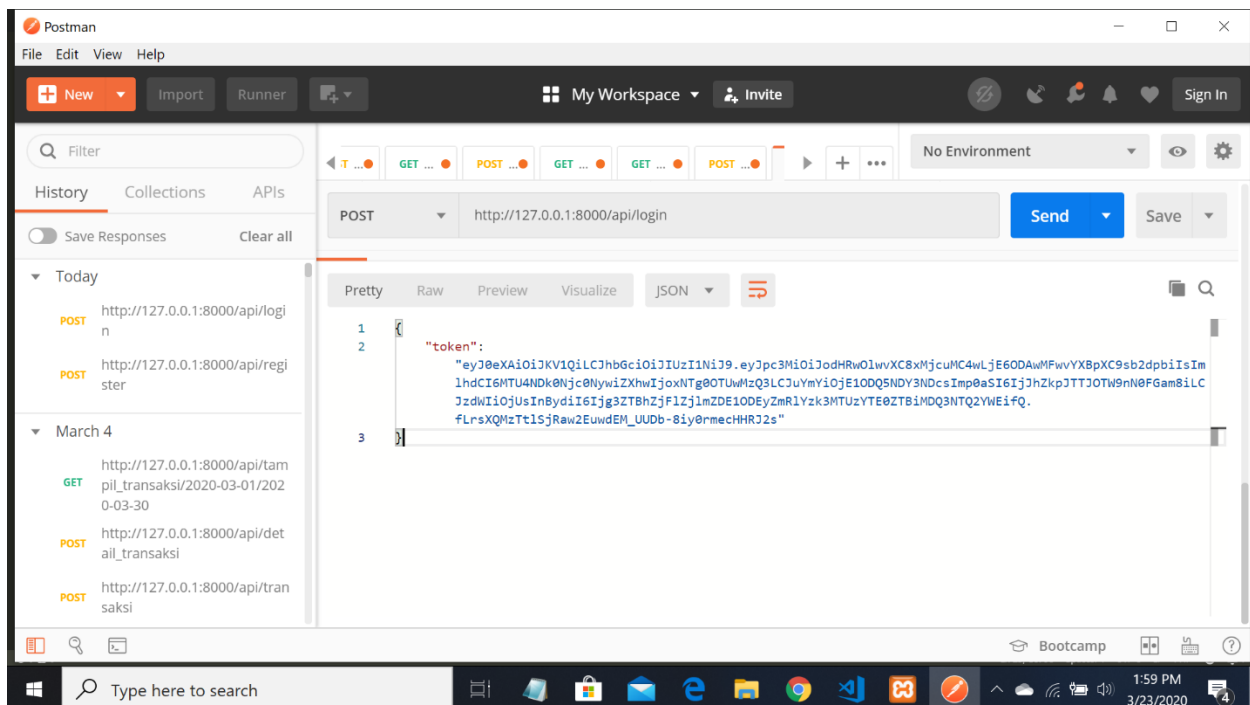 Postman
File Edit View Help
New Import Runner My Workspace Invite Sign In
Filter
History Collections APIs
Save Responses Clear all
Today
POST http://127.0.0.1:8000/api/logi
n
POST http://127.0.0.1:8000/api/regi
ster
March 4
GET http://127.0.0.1:8000/api/tam
pil_transaksi/2020-03-01/202
0-03-30
POST http://127.0.0.1:8000/api/det
ail_transaksi
POST http://127.0.0.1:8000/api/tran
saksi
T ... GET ... POST ... GET ... GET ... POST ... No Environment
POST http://127.0.0.1:8000/api/login Send Save
Pretty Raw Preview Visualize JSON
1 {
2 "token":
"eyJ0eXAiOiJKV1QiLCJhbGciOiJIUzI1NiJ9.eyJpc3MiOiJodHRwOlwvXC8xMjcuMC4wLjE6ODAwMFwvYXBpXC9sb2dpbiIsIm
lhdCI6MTU4NDk0Njc0NywiZXhwIjoxNTg0OTUwMzQ3LCJuYmYiOjE1ODQ5NDY3NDcsImp0aSI6IjJhZkpJTTJOTW9nN0FGam8iLC
JzdWIiOjUsInBydiI6Ijg3ZTBhZjFlZjlmZDE1ODEyZmRlYzk3MTUzYTE0ZTBiMDQ3NTQ2YWEifQ.
fLrsXQMzTtlSjRaw2EuwdEM_UUDb-8iy0rmecHHRJ2s"
3 }
Bootcamp
Type here to search
1:59 PM
3/23/2020
4